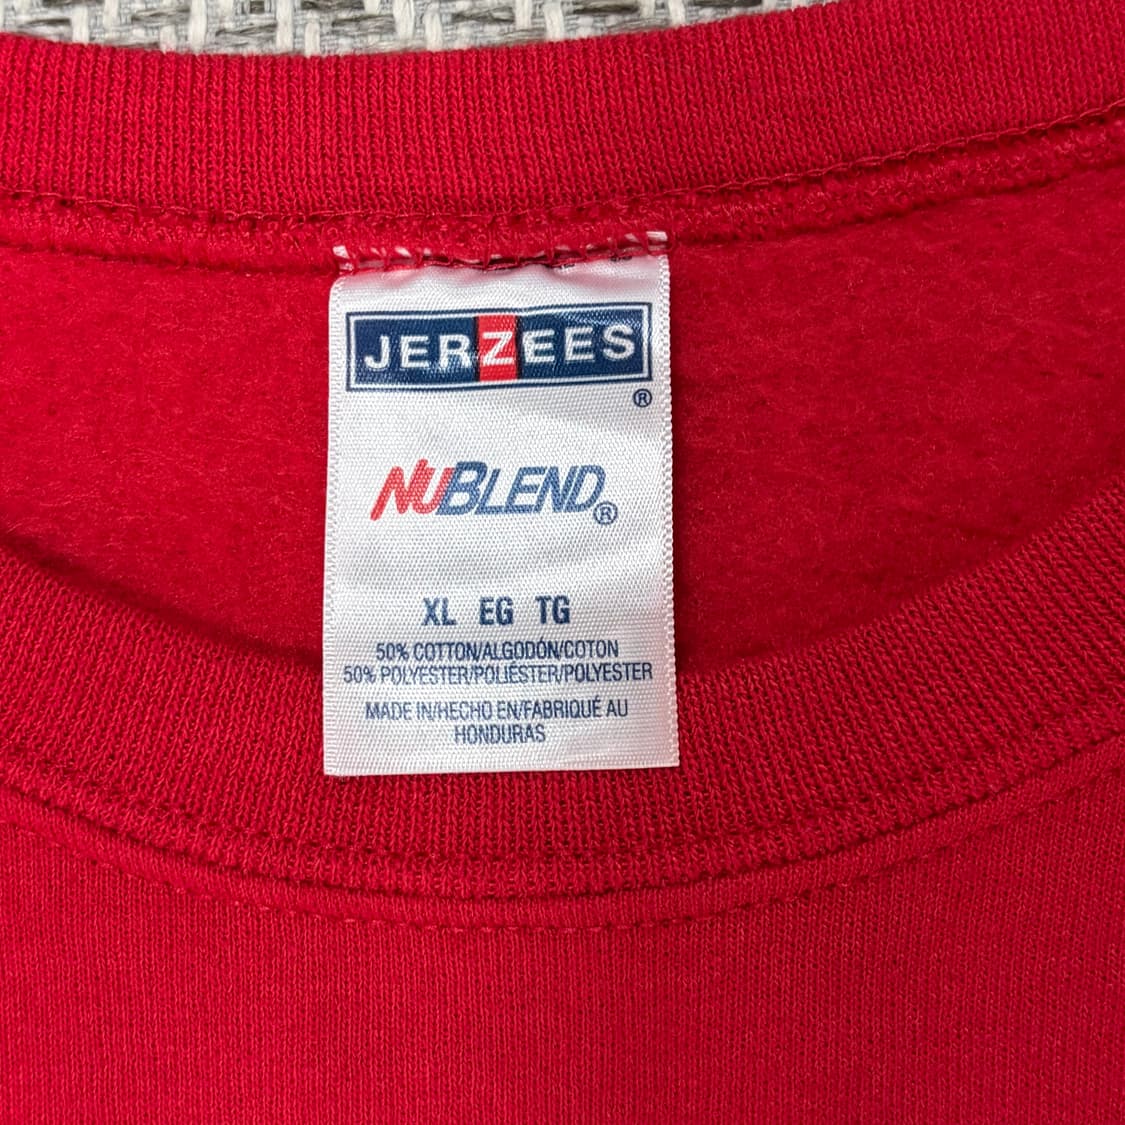 JERZEES
®
NUBLEND®
XL EG TG
50% COTTON/ALGODÓN/COTON
50% POLYESTER/POLIÉSTER/POLYESTER
MADE IN/HECHO EN/FABRIQUÉ AU
HONDURAS